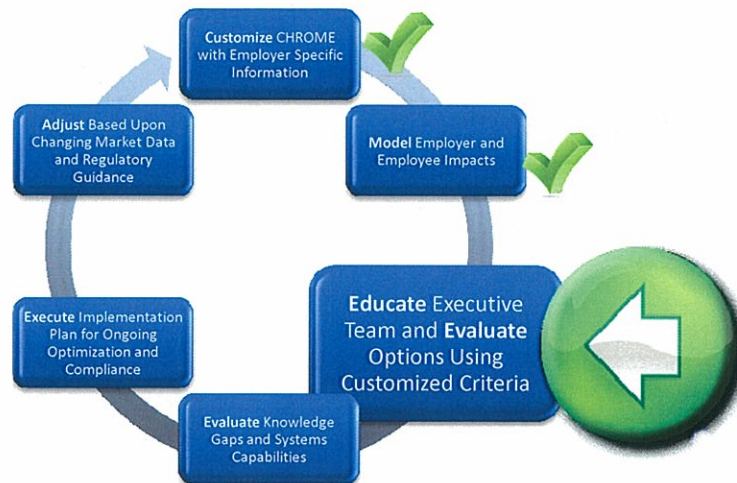 Customize CHROME
with Employer Specific
Information
Model Employer and
Employee Impacts
Educate Executive
Team and Evaluate
Options Using
Customized Criteria
Evaluate Knowledge
Gaps and Systems
Capabilities
Execute Implementation
Plan for Ongoing
Optimization and
Compliance
Adjust Based Upon
Changing Market Data
and Regulatory
Guidance